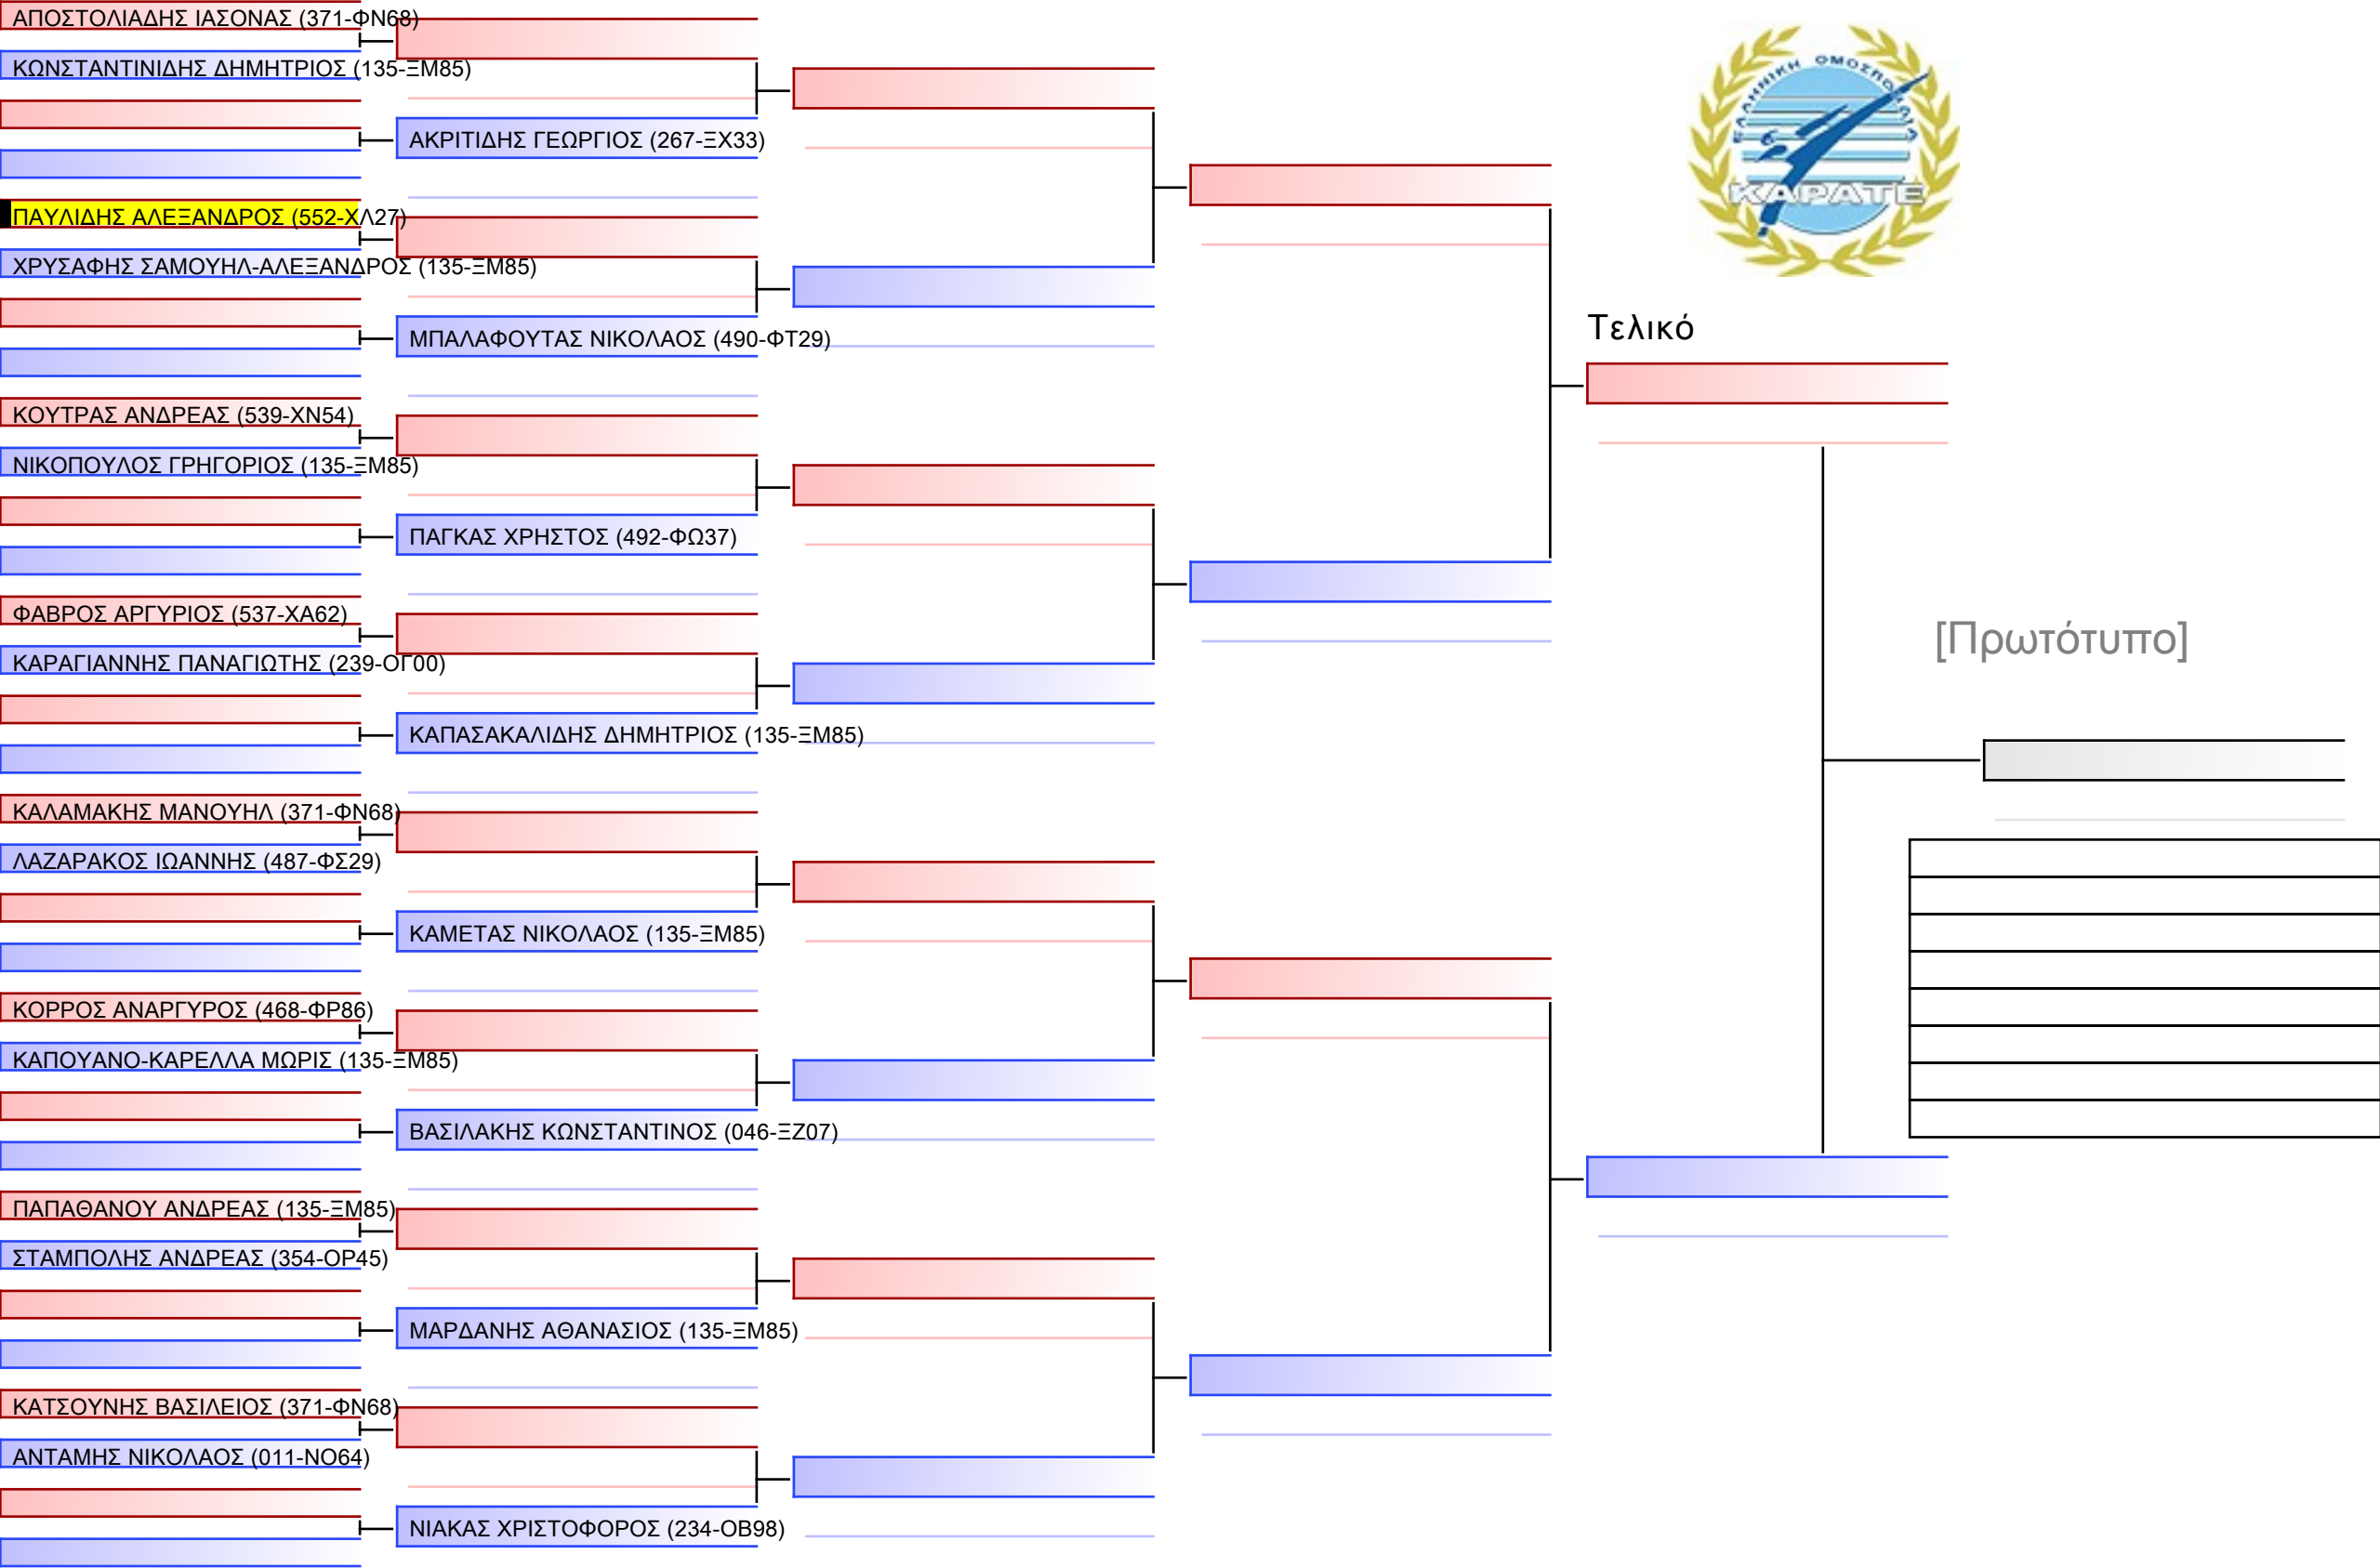 ΑΠΟΣΤΟΛΙΑΔΗΣ ΙΑΣΟΝΑΣ (371-ΦΝ68)
ΚΩΝΣΤΑΝΤΙΝΙΔΗΣ ΔΗΜΗΤΡΙΟΣ (135-ΞΜ85)
ΑΚΡΙΤΙΔΗΣ ΓΕΩΡΓΙΟΣ (267-ΞΧ33)
ΠΑΥΛΙΔΗΣ ΑΛΕΞΑΝΔΡΟΣ (552-ΧΛ27)
ΧΡΥΣΑΦΗΣ ΣΑΜΟΥΗΛ-ΑΛΕΞΑΝΔΡΟΣ (135-ΞΜ85)
ΜΠΑΛΑΦΟΥΤΑΣ ΝΙΚΟΛΑΟΣ (490-ΦΤ29)
ΚΟΥΤΡΑΣ ΑΝΔΡΕΑΣ (539-ΧΝ54)
ΝΙΚΟΠΟΥΛΟΣ ΓΡΗΓΟΡΙΟΣ (135-ΞΜ85)
ΠΑΓΚΑΣ ΧΡΗΣΤΟΣ (492-ΦΩ37)
ΦΑΒΡΟΣ ΑΡΓΥΡΙΟΣ (537-ΧΑ62)
ΚΑΡΑΓΙΑΝΝΗΣ ΠΑΝΑΓΙΩΤΗΣ (239-ΟΓ00)
ΚΑΠΑΣΑΚΑΛΙΔΗΣ ΔΗΜΗΤΡΙΟΣ (135-ΞΜ85)
ΚΑΛΑΜΑΚΗΣ ΜΑΝΟΥΗΛ (371-ΦΝ68)
ΛΑΖΑΡΑΚΟΣ ΙΩΑΝΝΗΣ (487-ΦΣ29)
ΚΑΜΕΤΑΣ ΝΙΚΟΛΑΟΣ (135-ΞΜ85)
ΚΟΡΡΟΣ ΑΝΑΡΓΥΡΟΣ (468-ΦΡ86)
ΚΑΠΟΥΑΝΟ-ΚΑΡΕΛΛΑ ΜΩΡΙΣ (135-ΞΜ85)
ΒΑΣΙΛΑΚΗΣ ΚΩΝΣΤΑΝΤΙΝΟΣ (046-ΞΖ07)
ΠΑΠΑΘΑΝΟΥ ΑΝΔΡΕΑΣ (135-ΞΜ85)
ΣΤΑΜΠΟΛΗΣ ΑΝΔΡΕΑΣ (354-ΟΡ45)
ΜΑΡΔΑΝΗΣ ΑΘΑΝΑΣΙΟΣ (135-ΞΜ85)
ΚΑΤΣΟΥΝΗΣ ΒΑΣΙΛΕΙΟΣ (371-ΦΝ68)
ΑΝΤΑΜΗΣ ΝΙΚΟΛΑΟΣ (011-ΝΟ64)
ΝΙΑΚΑΣ ΧΡΙΣΤΟΦΟΡΟΣ (234-ΟΒ98)
ΕΛΛΗΝΙΚΗ ΟΜΟΣΠΟΝΔΙΑ
ΚΑΡΑΤΕ
Τελικό
[Πρωτότυπο]